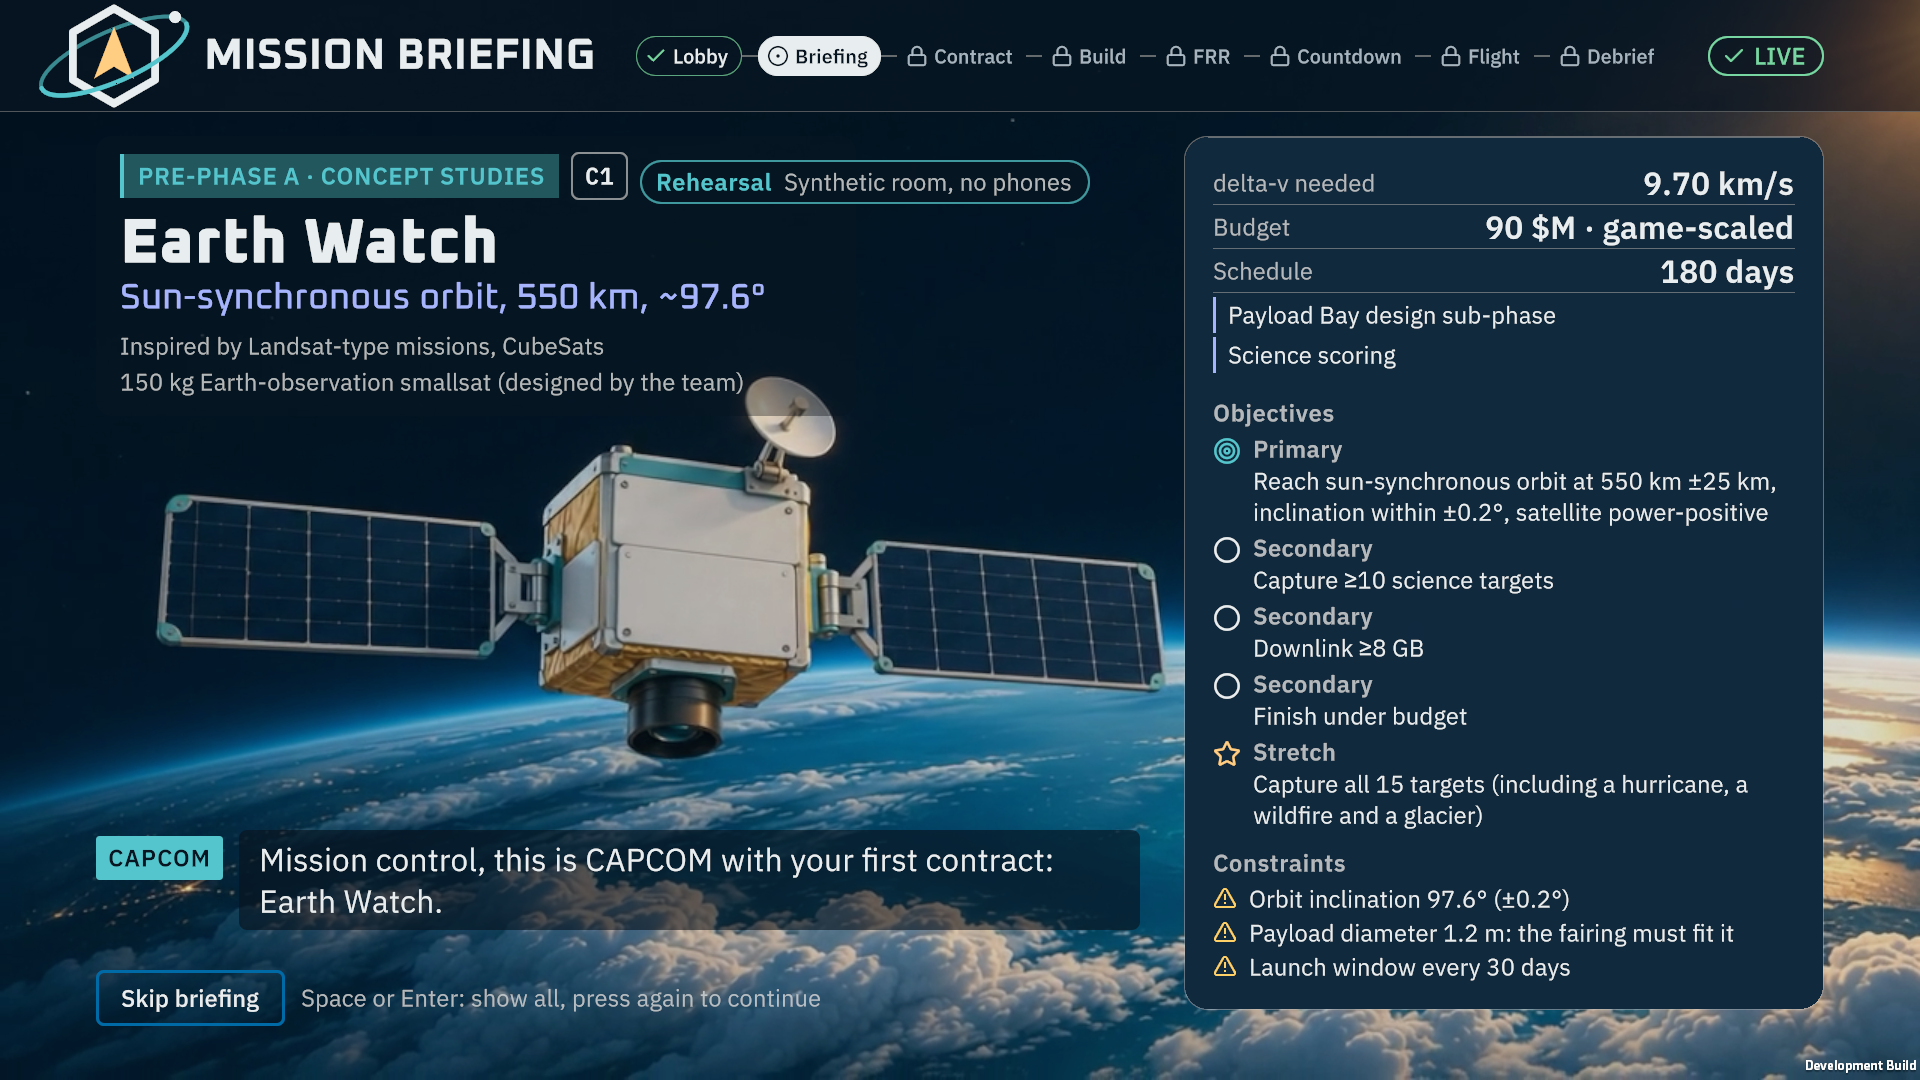 MISSION BRIEFING
Lobby
Briefing
Contract
Build
FRR
Countdown
Flight
Debrief
LIVE
PRE-PHASE A · CONCEPT STUDIES
C1
Rehearsal Synthetic room, no phones
Earth Watch
Sun-synchronous orbit, 550 km, ~97.6°
Inspired by Landsat-type missions, CubeSats
150 kg Earth-observation smallsat (designed by the team)
CAPCOM
Mission control, this is CAPCOM with your first contract:
Earth Watch.
Skip briefing
Space or Enter: show all, press again to continue
delta-v needed 9.70 km/s
Budget 90 $M · game-scaled
Schedule 180 days
Payload Bay design sub-phase
Science scoring
Objectives
Primary
Reach sun-synchronous orbit at 550 km ±25 km,
inclination within ±0.2°, satellite power-positive
Secondary
Capture ≥10 science targets
Secondary
Downlink ≥8 GB
Secondary
Finish under budget
Stretch
Capture all 15 targets (including a hurricane, a
wildfire and a glacier)
Constraints
Orbit inclination 97.6° (±0.2°)
Payload diameter 1.2 m: the fairing must fit it
Launch window every 30 days
Development Build